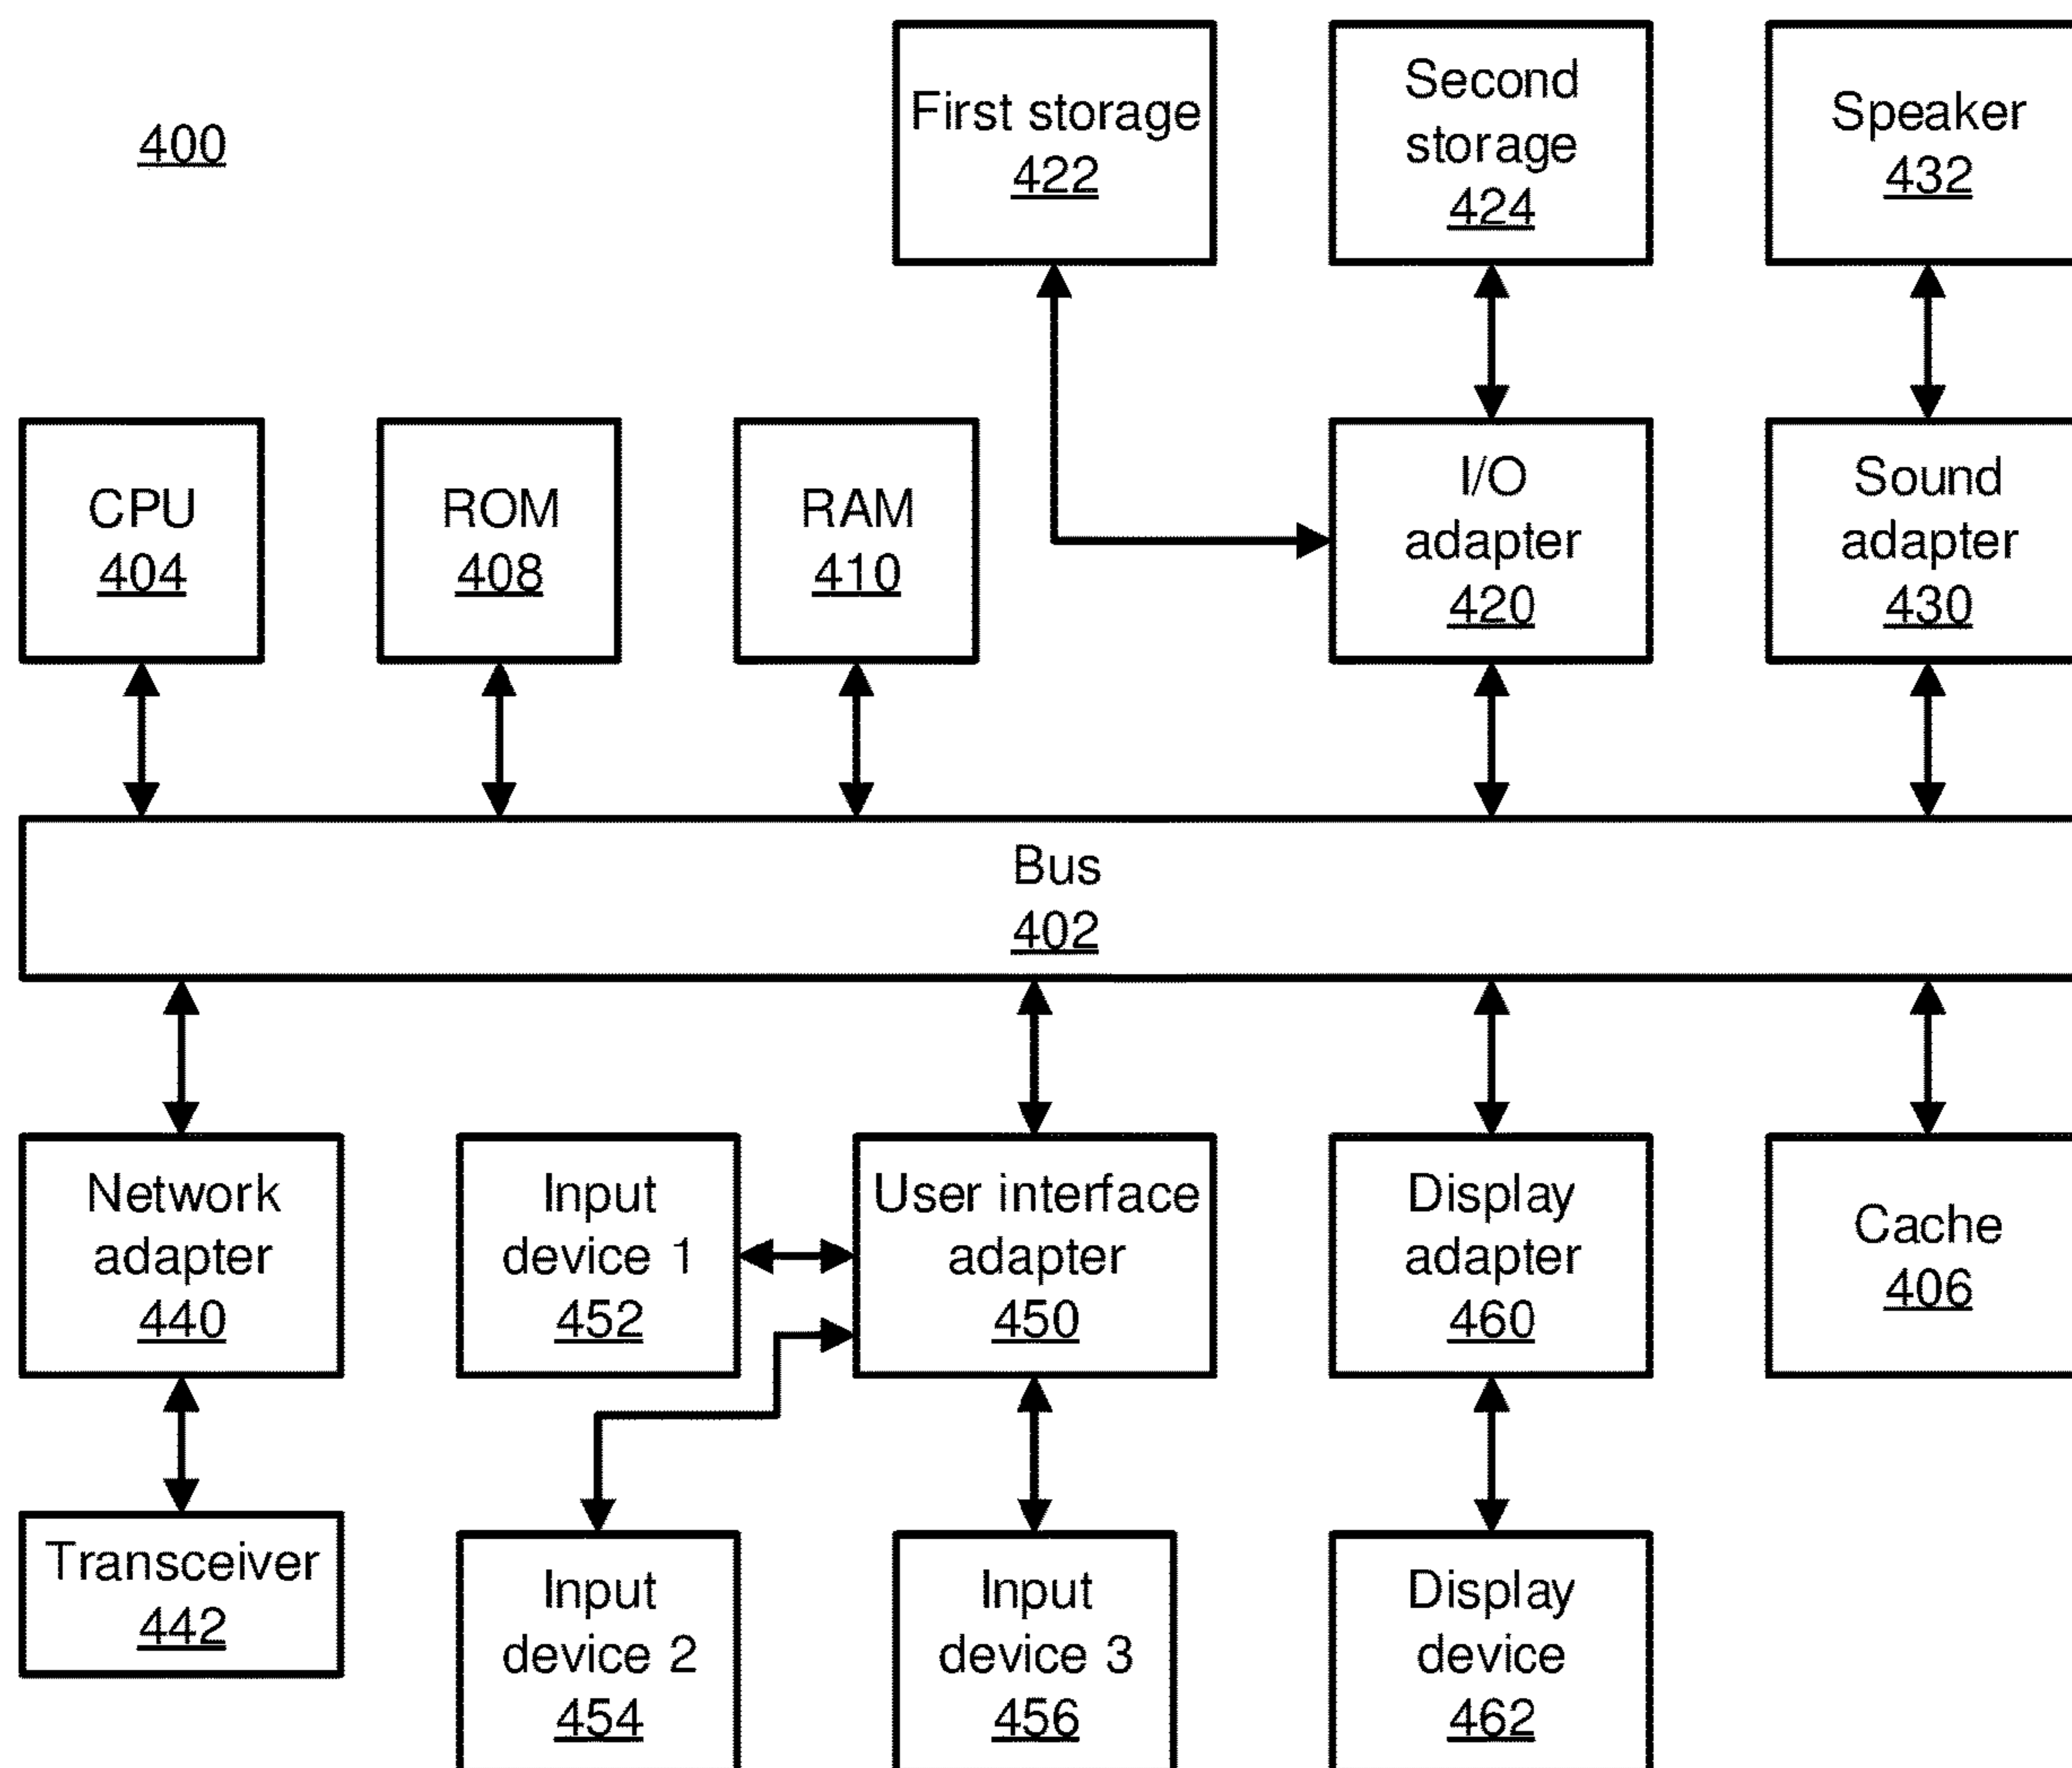 400
First storage
422
Second
storage
424
Speaker
432
CPU
404
ROM
408
RAM
410
I/O
adapter
420
Sound
adapter
430
Bus
402
Network
adapter
440
Input
device 1
452
User interface
adapter
450
Display
adapter
460
Cache
406
Transceiver
442
Input
device 2
454
Input
device 3
456
Display
device
462